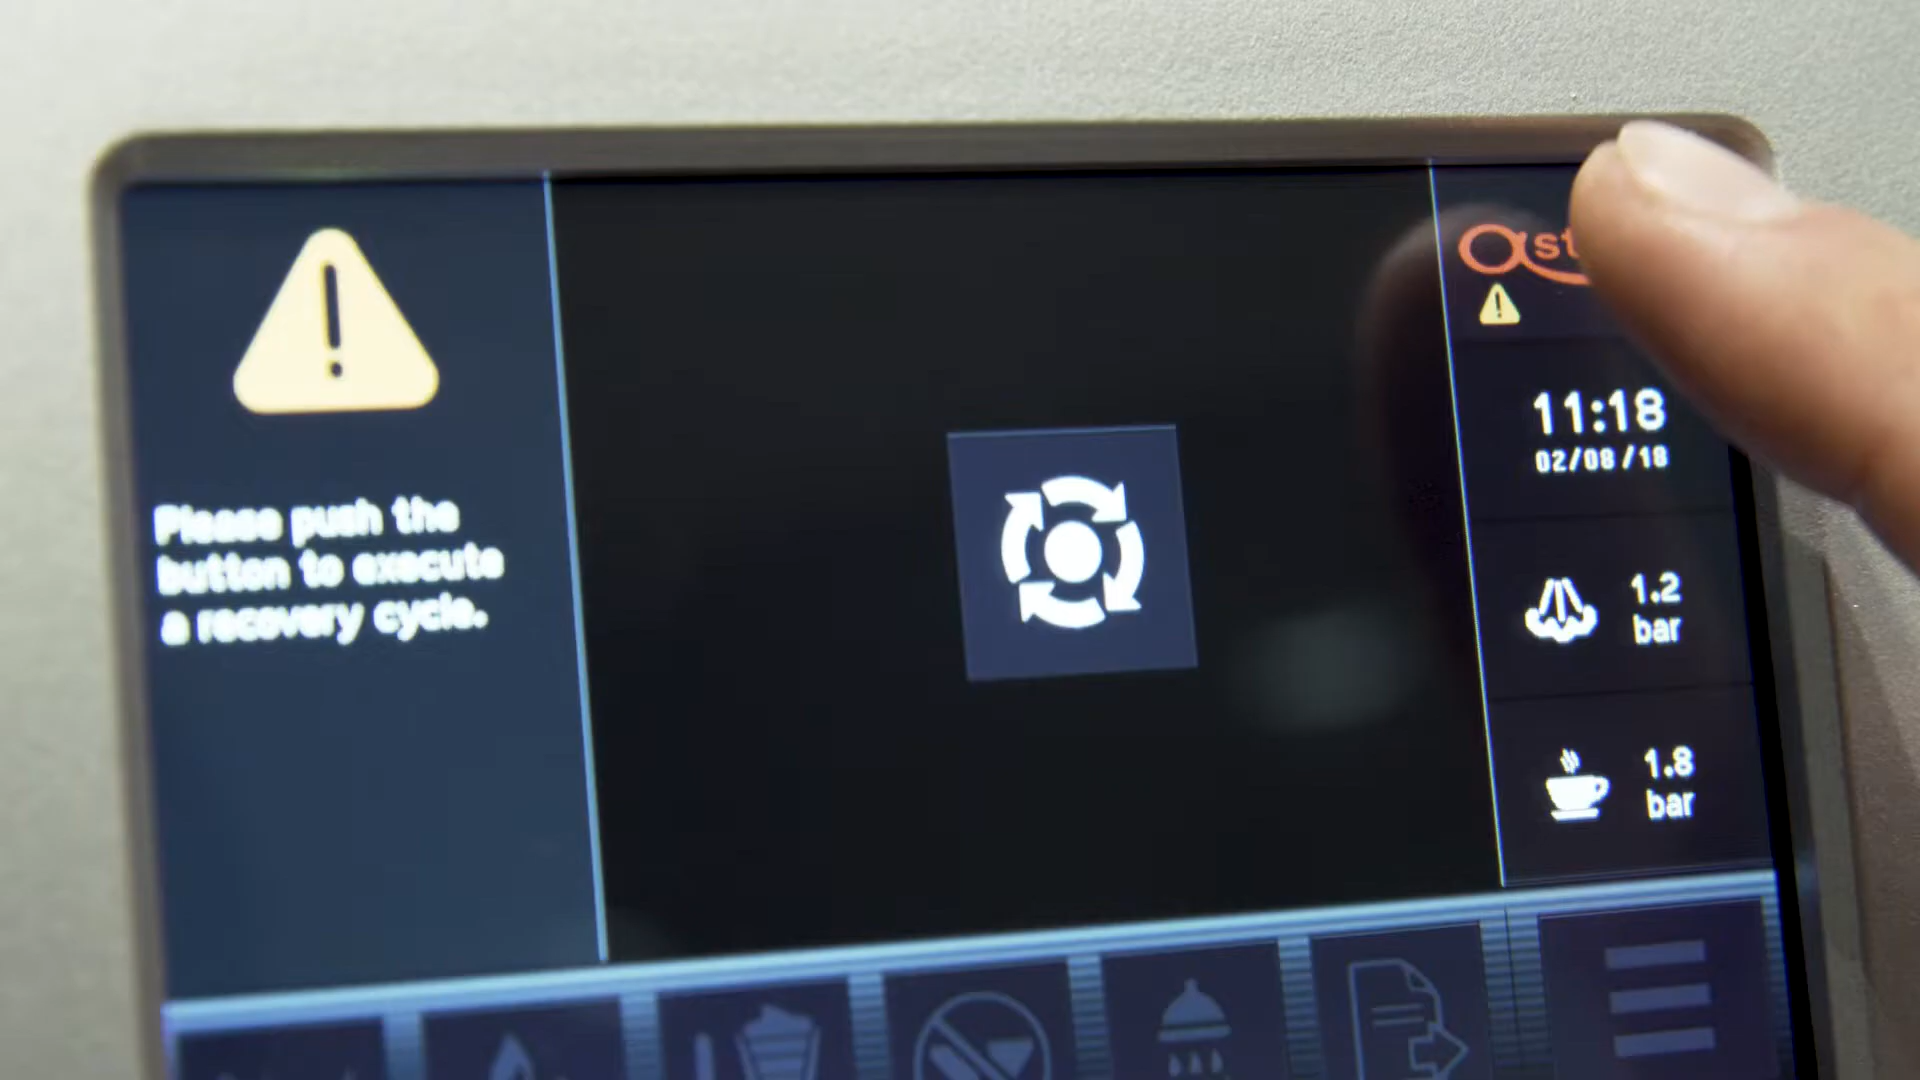 Please push the
button to execute
a recovery cycle.
11:18
02/08/18
1.2
bar
1.8
bar